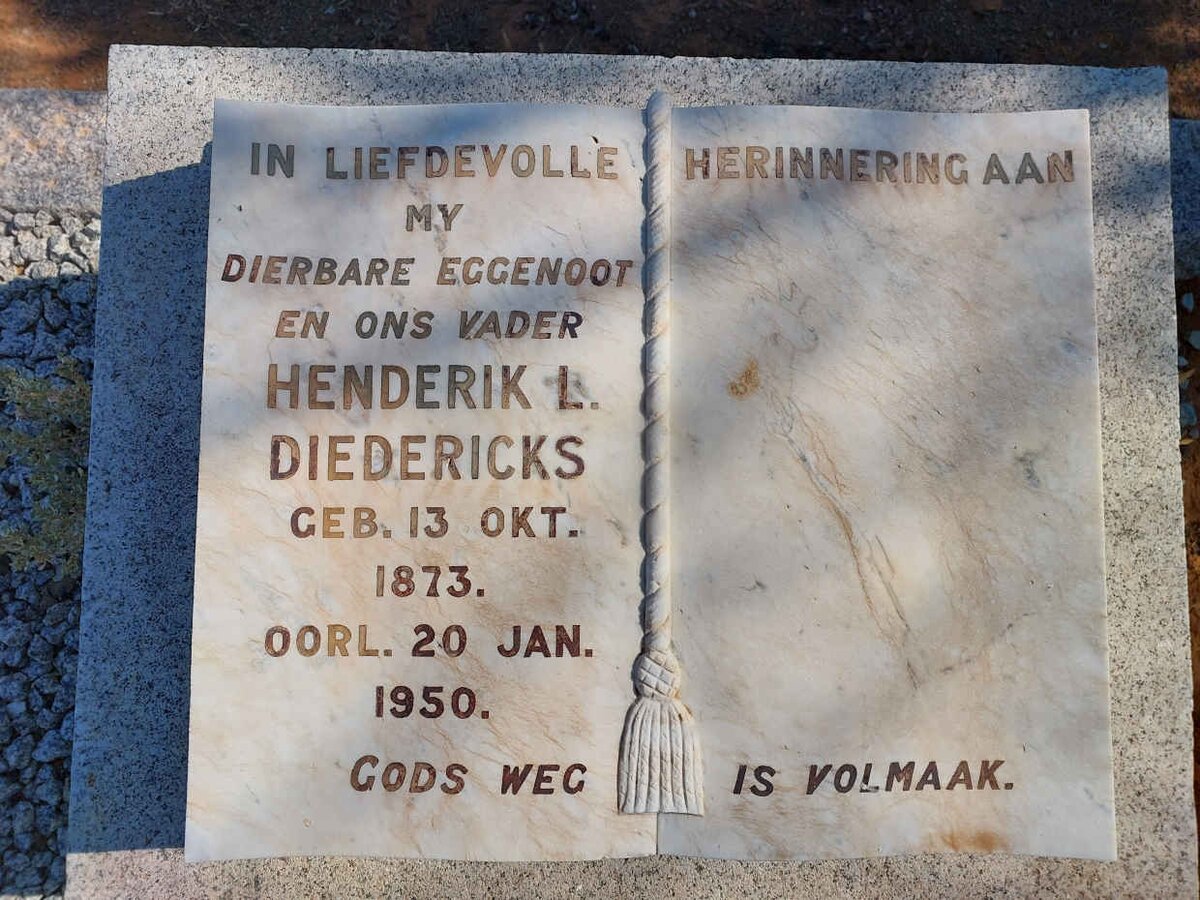 IN LIEFDEVOLLE HERINNERING AAN
MY
DIERBARE EGGENOOT
EN ONS VADER
HENDERIK L.
DIEDERICKS
GEB. 13 OKT.
1873.
OORL. 20 JAN.
1950.
GODS WEG IS VOLMAAK.